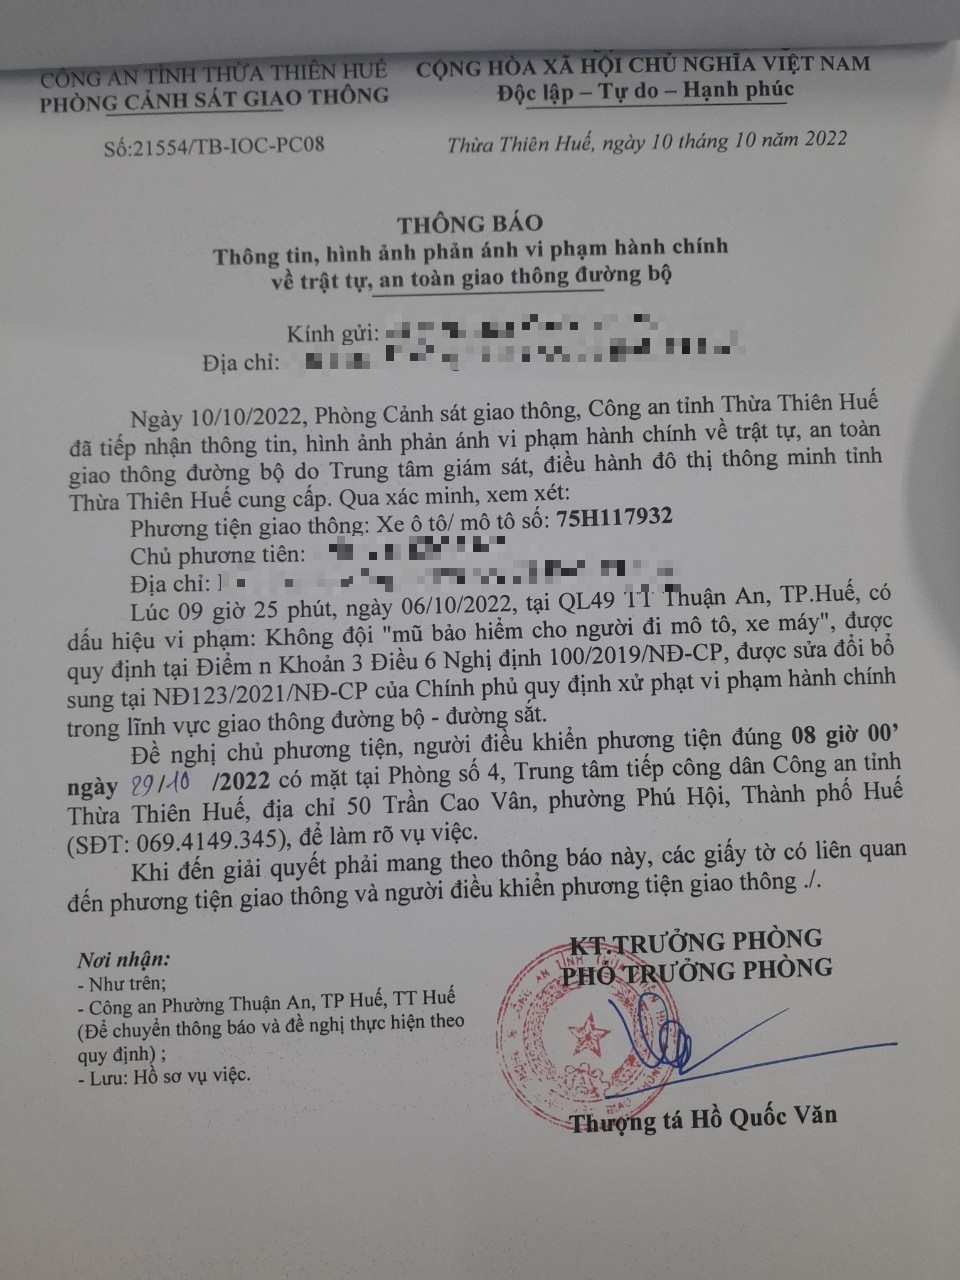 CÔNG AN TỈNH THỪA THIÊN HUẾ
PHÒNG CẢNH SÁT GIAO THÔNG
CỘNG HÒA XÃ HỘI CHỦ NGHĨA VIỆT NAM
Độc lập – Tự do – Hạnh phúc
Số:21554/TB-IOC-PC08
Thừa Thiên Huế, ngày 10 tháng 10 năm 2022
THÔNG BÁO
Thông tin, hình ảnh phản ánh vi phạm hành chính
về trật tự, an toàn giao thông đường bộ
Kính gửi:
Địa chỉ:
Ngày 10/10/2022, Phòng Cảnh sát giao thông, Công an tỉnh Thừa Thiên Huế
đã tiếp nhận thông tin, hình ảnh phản ánh vi phạm hành chính về trật tự, an toàn
giao thông đường bộ do Trung tâm giám sát, điều hành đô thị thông minh tỉnh
Thừa Thiên Huế cung cấp. Qua xác minh, xem xét:
Phương tiện giao thông: Xe ô tô/ mô tô số: 75H117932
Chủ phương tiện:
Địa chỉ:
Lúc 09 giờ 25 phút, ngày 06/10/2022, tại QL49 TT Thuận An, TP.Huế, có
dấu hiệu vi phạm: Không đội "mũ bảo hiểm cho người đi mô tô, xe máy", được
quy định tại Điểm n Khoản 3 Điều 6 Nghị định 100/2019/NĐ-CP, được sửa đổi bổ
sung tại NĐ123/2021/NĐ-CP của Chính phủ quy định xử phạt vi phạm hành chính
trong lĩnh vực giao thông đường bộ - đường sắt.
Đề nghị chủ phương tiện, người điều khiển phương tiện đúng 08 giờ 00’
ngày 29/10 /2022 có mặt tại Phòng số 4, Trung tâm tiếp công dân Công an tỉnh
Thừa Thiên Huế, địa chỉ 50 Trần Cao Vân, phường Phú Hội, Thành phố Huế
(SĐT: 069.4149.345), để làm rõ vụ việc.
Khi đến giải quyết phải mang theo thông báo này, các giấy tờ có liên quan
đến phương tiện giao thông và người điều khiển phương tiện giao thông ./.
Nơi nhận:
- Như trên;
- Công an Phường Thuận An, TP Huế, TT Huế
(Để chuyển thông báo và đề nghị thực hiện theo
quy định) ;
- Lưu: Hồ sơ vụ việc.
KT.TRƯỞNG PHÒNG
PHÓ TRƯỞNG PHÒNG
Thượng tá Hồ Quốc Văn